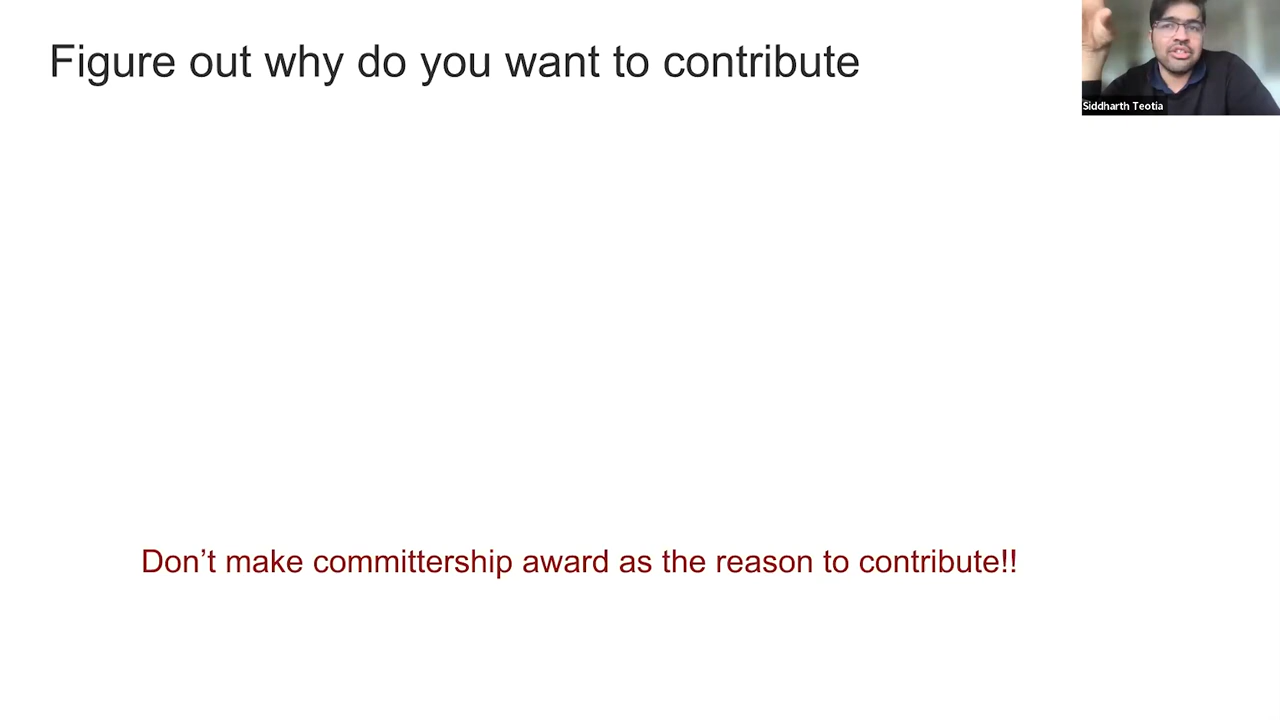 Figure out why do you want to contribute
Siddharth Teotia
Don’t make committership award as the reason to contribute!!